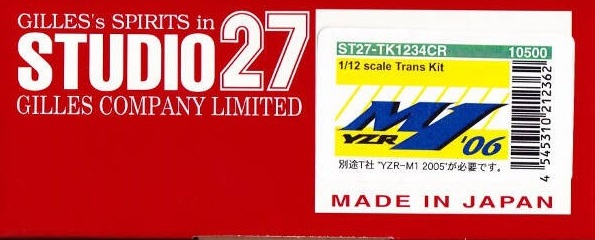 GILLES's SPIRITS in
STUDIO27
GILLES COMPANY LIMITED
ST27-TK1234CR 10500
1/12 scale Trans Kit
M1
YZR '06
別途T社 "YZR-M1 2005"が必要です。
4 545310 212362
MADE IN JAPAN